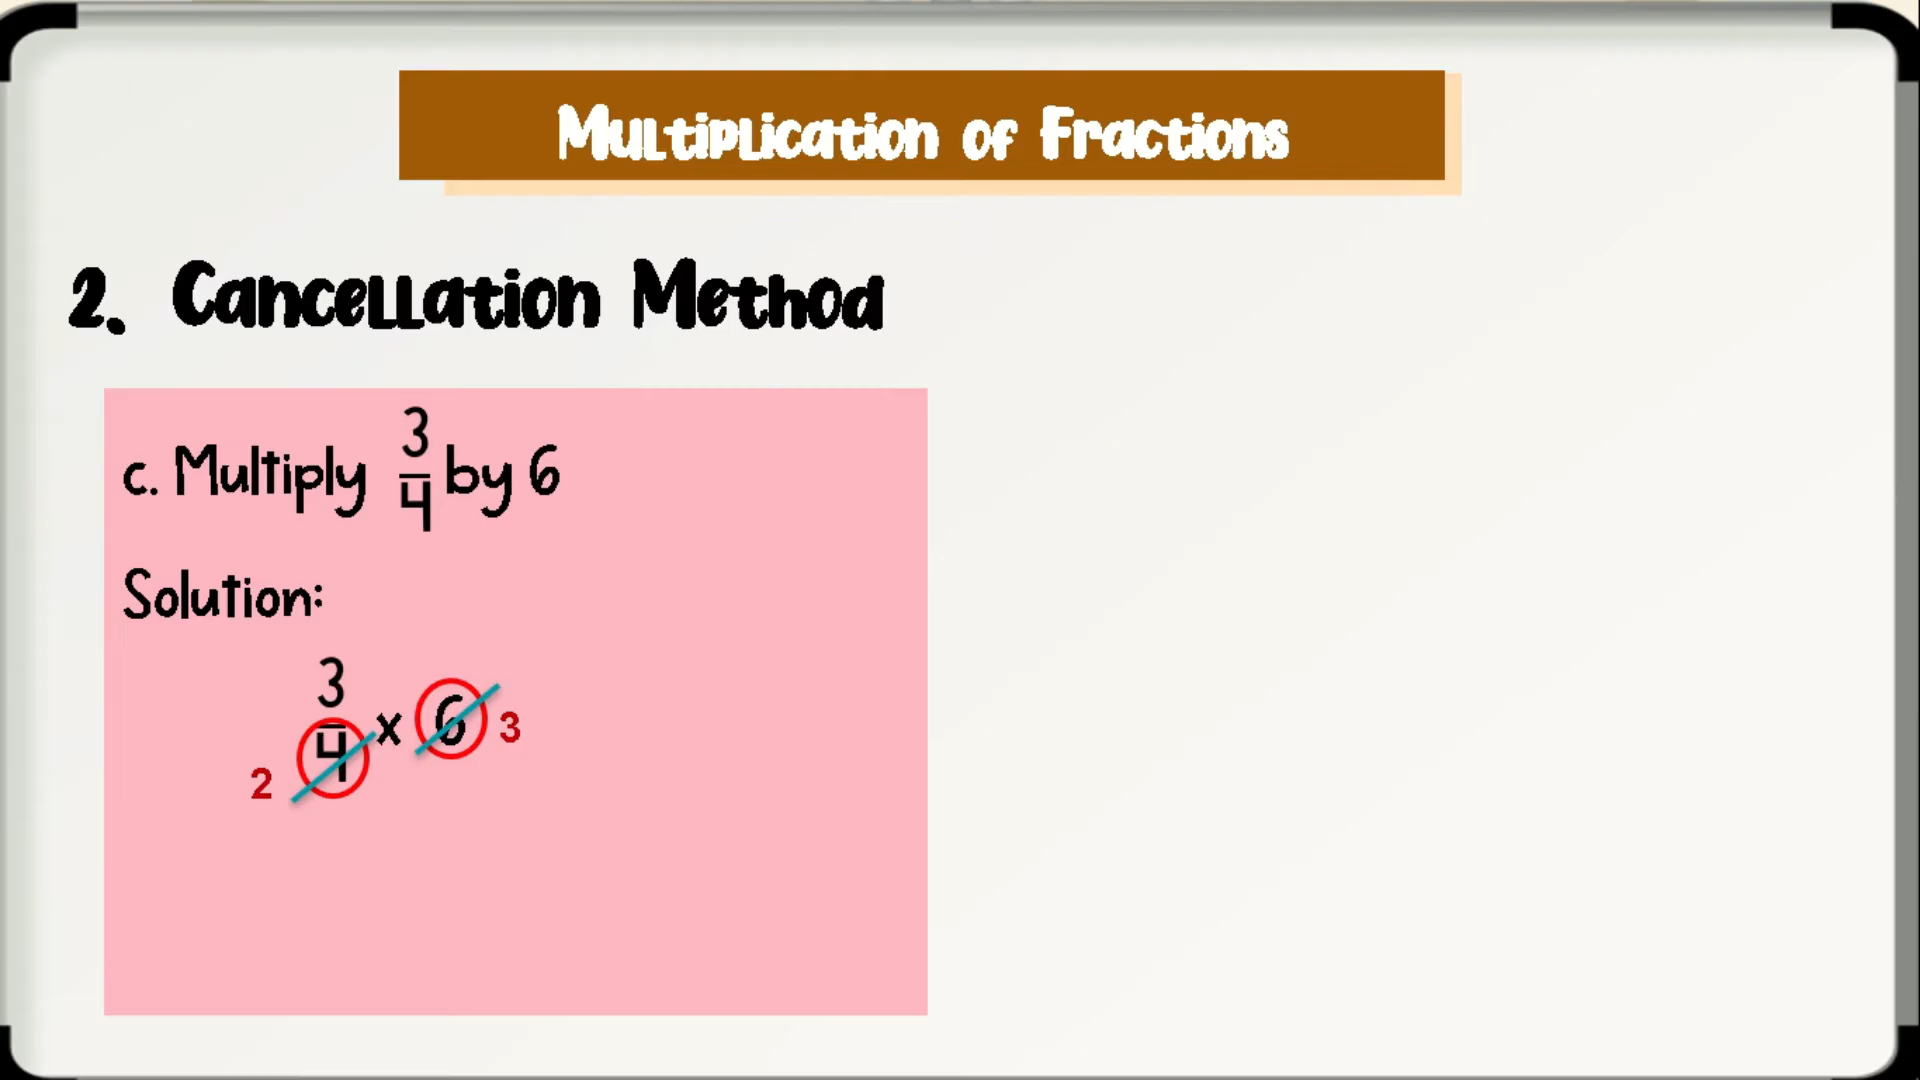 Multiplication of Fractions
2. Cancellation Method
c. Multiply 3/4 by 6
Solution:
3/4 x 6 3
2